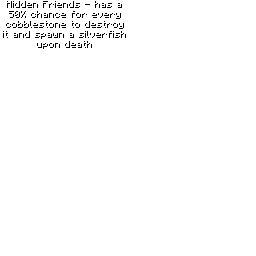 Hidden Friends - has a
50% chance for every
cobblestone to destroy
it and spawn a silverfish
upon death